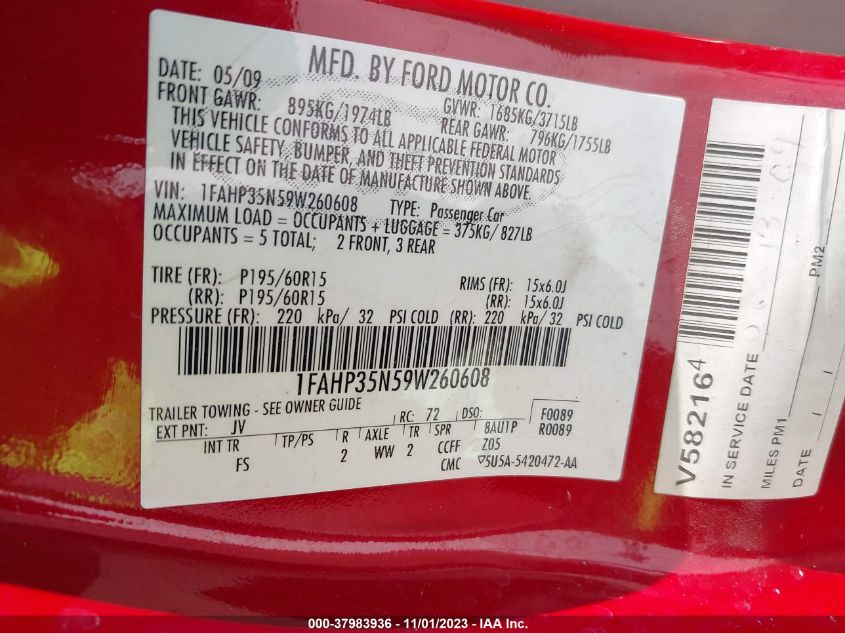 MFD. BY FORD MOTOR CO.
DATE: 05/09
FRONT GAWR: 895KG/1974LB
GVWR: 1685KG/3715LB
REAR GAWR: 796KG/1755LB
THIS VEHICLE CONFORMS TO ALL APPLICABLE FEDERAL MOTOR
VEHICLE SAFETY, BUMPER, AND THEFT PREVENTION STANDARDS
IN EFFECT ON THE DATE OF MANUFACTURE SHOWN ABOVE.
VIN: 1FAHP35N59W260608
TYPE: Passenger Car
MAXIMUM LOAD = OCCUPANTS + LUGGAGE = 375KG/ 827LB
OCCUPANTS = 5 TOTAL; 2 FRONT, 3 REAR
TIRE (FR): P195/60R15 RIMS (FR): 15x6.0J
(RR): P195/60R15 (RR): 15x6.0J
PRESSURE (FR): 220 kPa/ 32 PSI COLD (RR): 220 kPa/ 32 PSI COLD
1FAHP35N59W260608
TRAILER TOWING - SEE OWNER GUIDE
EXT PNT: JV RC: 72 DSO: F0089
R0089
INT TR TP/PS R AXLE TR SPR 8AU1P
FS 2 WW 2 CCFF Z05
CMC ▽5U5A-5420472-AA
V582164
IN SERVICE DATE
MILES PM1 PM2
DATE / /
000-37983936 - 11/01/2023 - IAA Inc.